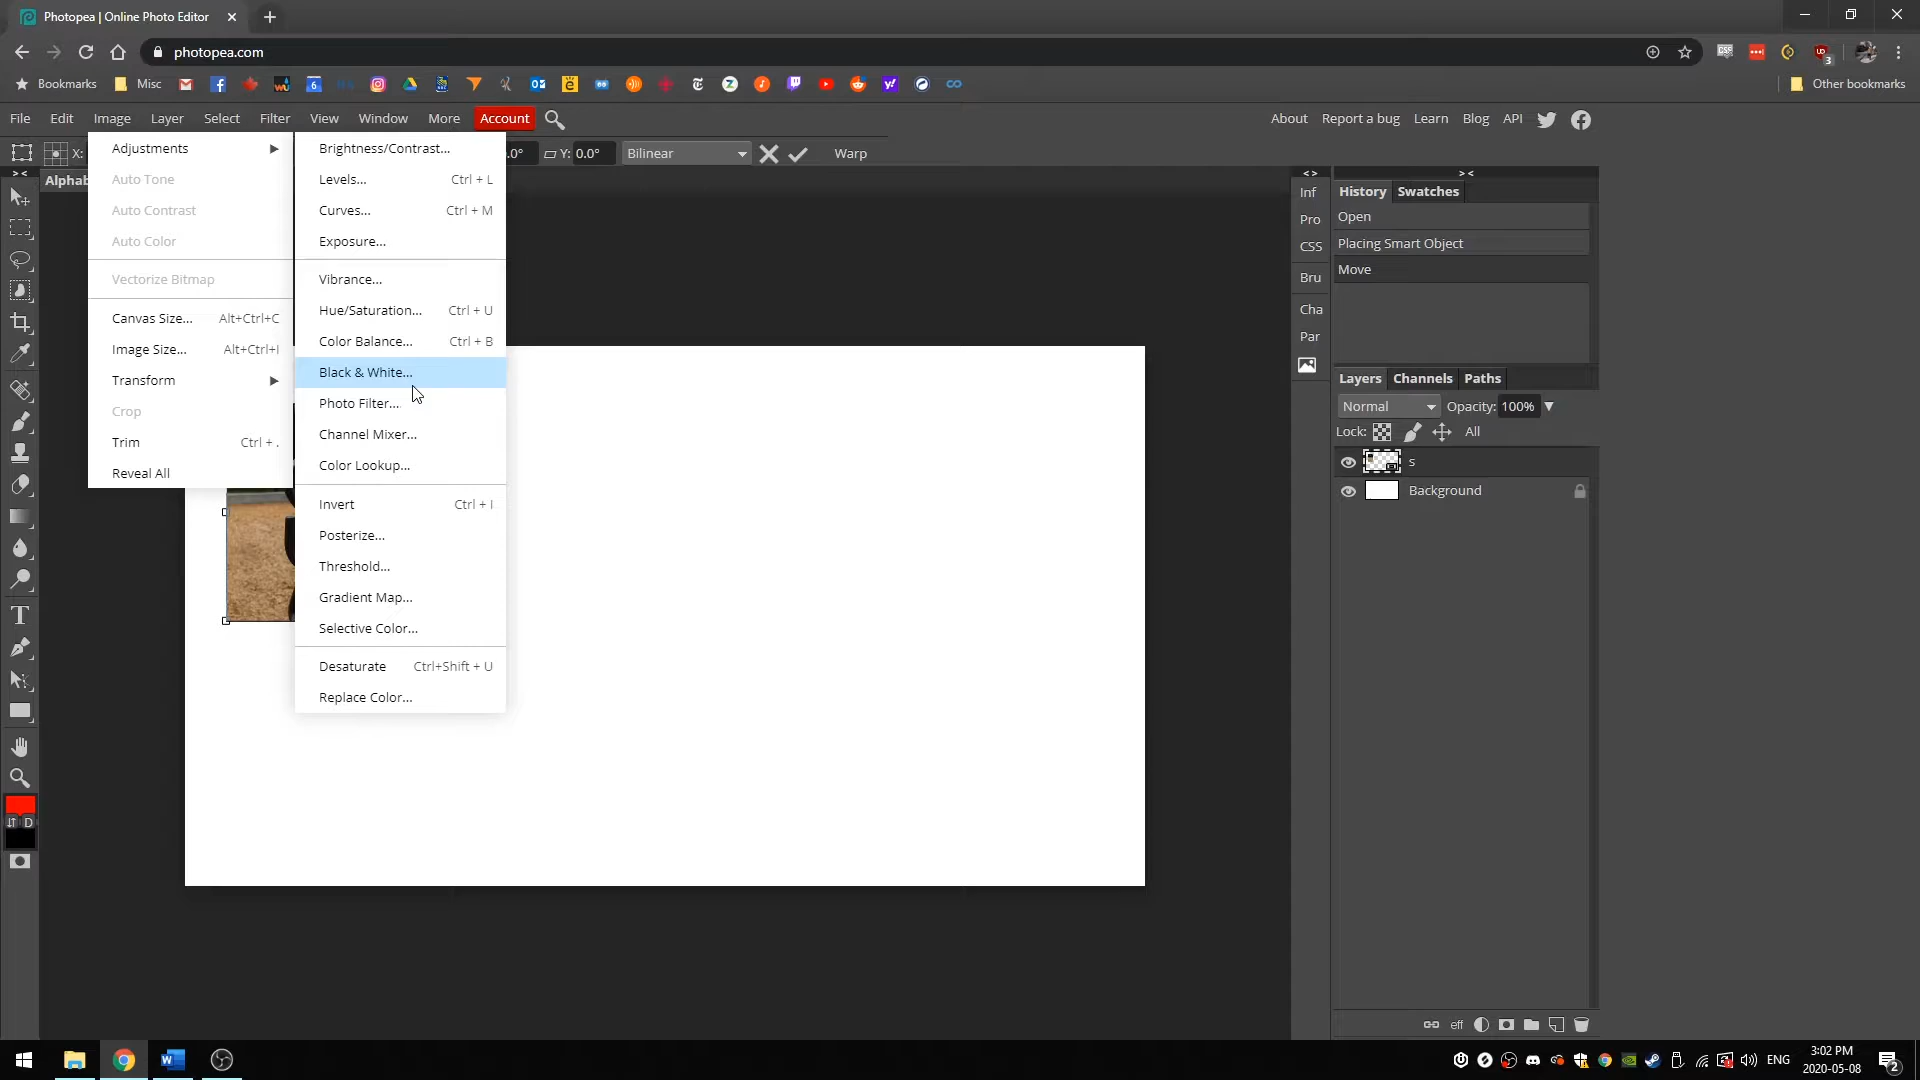 Photopea | Online Photo Editor
photopea.com
Bookmarks Misc Other bookmarks
File Edit Image Layer Select Filter View Window More Account About Report a bug Learn Blog API
X: 0.0° Y: 0.0° Bilinear Warp
Alphab
Adjustments
Auto Tone
Auto Contrast
Auto Color
Vectorize Bitmap
Canvas Size... Alt+Ctrl+C
Image Size... Alt+Ctrl+I
Transform
Crop
Trim Ctrl + .
Reveal All
Brightness/Contrast...
Levels... Ctrl + L
Curves... Ctrl + M
Exposure...
Vibrance...
Hue/Saturation... Ctrl + U
Color Balance... Ctrl + B
Black & White...
Photo Filter...
Channel Mixer...
Color Lookup...
Invert Ctrl + I
Posterize...
Threshold...
Gradient Map...
Selective Color...
Desaturate Ctrl+Shift + U
Replace Color...
D
Inf
Pro
CSS
Bru
Cha
Par
History Swatches
Open
Placing Smart Object
Move
Layers Channels Paths
Normal Opacity: 100%
Lock: All
s
Background
eff
ENG
3:02 PM
2020-05-08
2